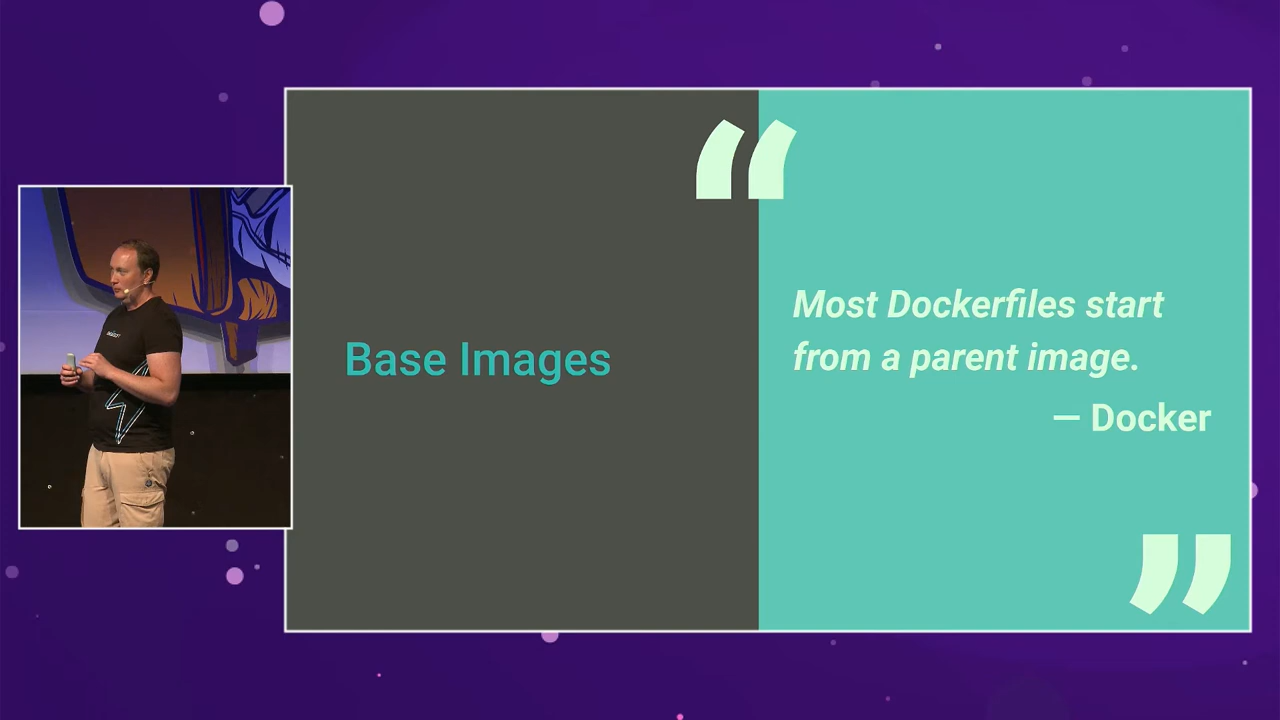 Base Images
“
Most Dockerfiles start
from a parent image.
— Docker
”